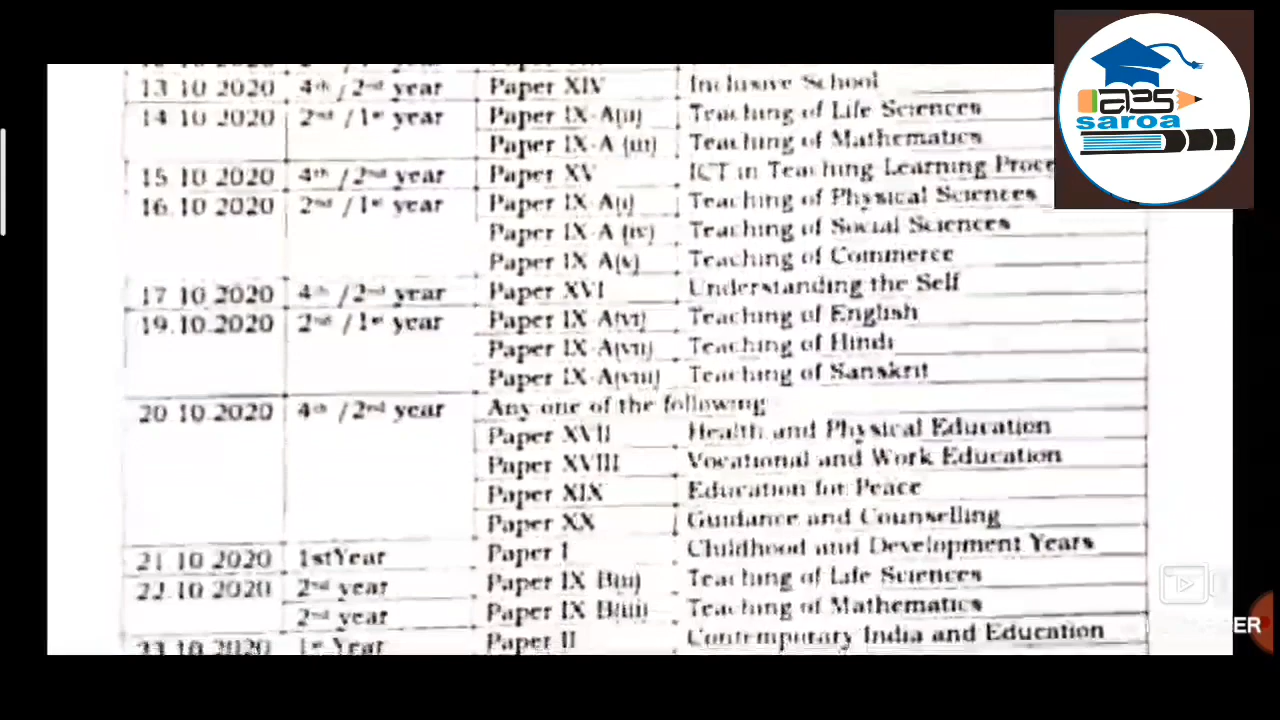 13 10 2020 4th /2nd year Paper XIV Inclusive School
14.10 2020 2nd /1st year Paper IX-A(ii) Teaching of Life Sciences
Paper IX-A (iii) Teaching of Mathematics
15.10 2020 4th /2nd year Paper XV ICT in Teaching Learning Proce
16.10 2020 2nd /1st year Paper IX-A(i) Teaching of Physical Sciences
Paper IX-A (iv) Teaching of Social Sciences
Paper IX-A(v) Teaching of Commerce
17 10 2020 4th /2nd year Paper XVI Understanding the Self
19.10.2020 2nd /1st year Paper IX-A(vi) Teaching of English
Paper IX-A(vii) Teaching of Hindi
Paper IX-A(viii) Teaching of Sanskrit
20 10.2020 4th /2nd year Any one of the following
Paper XVII Health and Physical Education
Paper XVIII Vocational and Work Education
Paper XIX Education for Peace
Paper XX Guidance and Counselling
21.10 2020 1stYear Paper I Childhood and Development Years
22.10 2020 2nd year Paper IX B(ii) Teaching of Life Sciences
2nd year Paper IX B(iii) Teaching of Mathematics
23.10 2020 1st Year Paper II Contemporary India and Education
saroa
ER